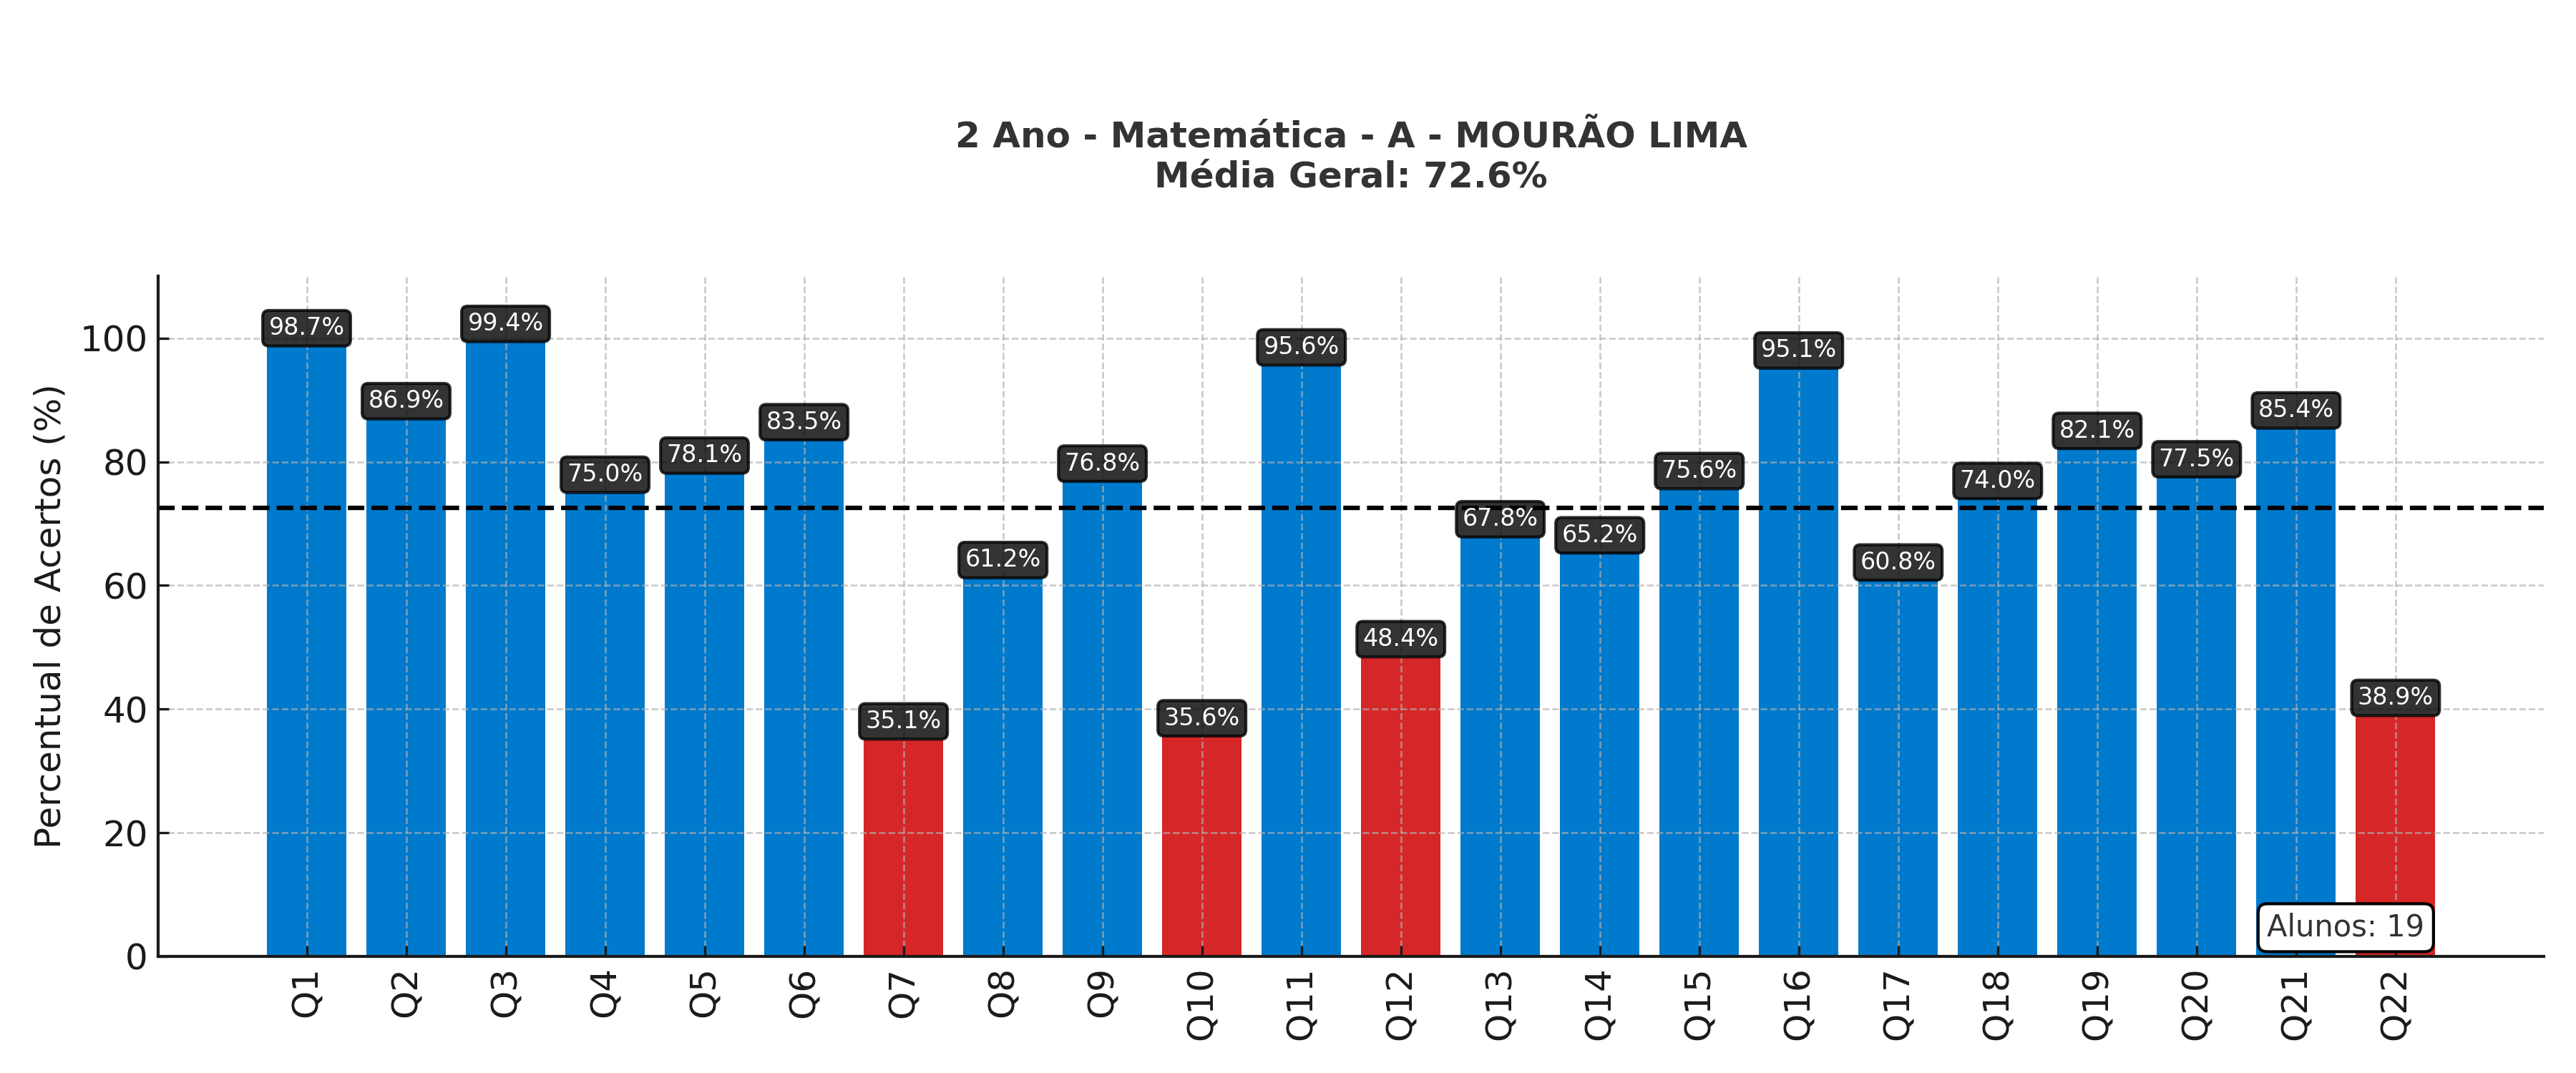 2 Ano - Matemática - A - MOURÃO LIMA
Média Geral: 72.6%
Percentual de Acertos (%)
100
80
60
40
20
0
98.7%
86.9%
99.4%
75.0%
78.1%
83.5%
35.1%
61.2%
76.8%
35.6%
95.6%
48.4%
67.8%
65.2%
75.6%
95.1%
60.8%
74.0%
82.1%
77.5%
85.4%
38.9%
Alunos: 19
Q1
Q2
Q3
Q4
Q5
Q6
Q7
Q8
Q9
Q10
Q11
Q12
Q13
Q14
Q15
Q16
Q17
Q18
Q19
Q20
Q21
Q22